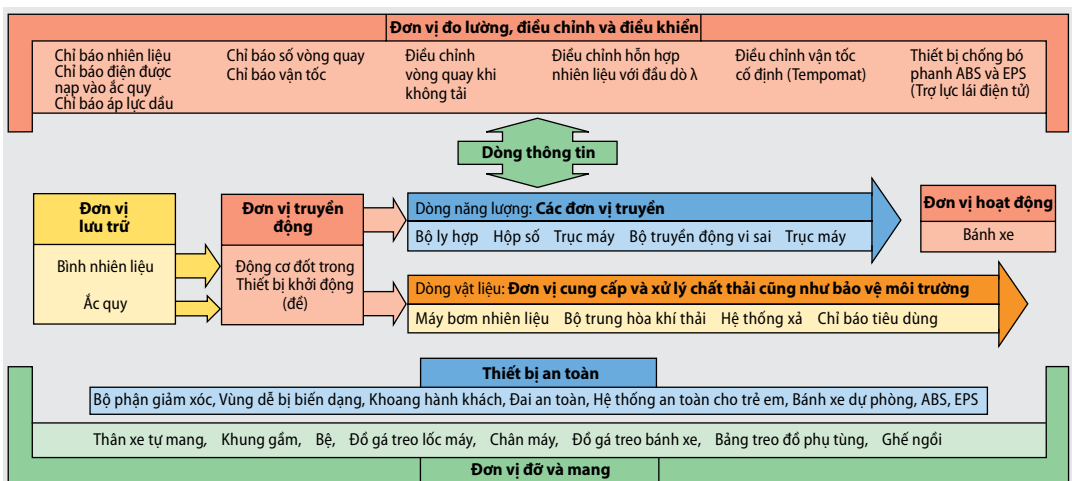 Đơn vị đo lường, điều chỉnh và điều khiển
Chỉ báo nhiên liệu
Chỉ báo điện được
nạp vào ắc quy
Chỉ báo áp lực dầu
Chỉ báo số vòng quay
Chỉ báo vận tốc
Điều chỉnh
vòng quay khi
không tải
Điều chỉnh hỗn hợp
nhiên liệu với đầu dò λ
Điều chỉnh vận tốc
cố định (Tempomat)
Thiết bị chống bó
phanh ABS và EPS
(Trợ lực lái điện tử)
Dòng thông tin
Đơn vị
lưu trữ
Bình nhiên liệu
Ắc quy
Đơn vị truyền
động
Động cơ đốt trong
Thiết bị khởi động
(đề)
Dòng năng lượng: Các đơn vị truyền
Bộ ly hợp Hộp số Trục máy Bộ truyền động vi sai Trục máy
Đơn vị hoạt động
Bánh xe
Dòng vật liệu: Đơn vị cung cấp và xử lý chất thải cũng như bảo vệ môi trường
Máy bơm nhiên liệu Bộ trung hòa khí thải Hệ thống xả Chỉ báo tiêu dùng
Thiết bị an toàn
Bộ phận giảm xóc, Vùng dễ bị biến dạng, Khoang hành khách, Đai an toàn, Hệ thống an toàn cho trẻ em, Bánh xe dự phòng, ABS, EPS
Thân xe tự mang, Khung gầm, Bệ, Đồ gá treo lốc máy, Chân máy, Đồ gá treo bánh xe, Bảng treo đồ phụ tùng, Ghế ngồi
Đơn vị đỡ và mang